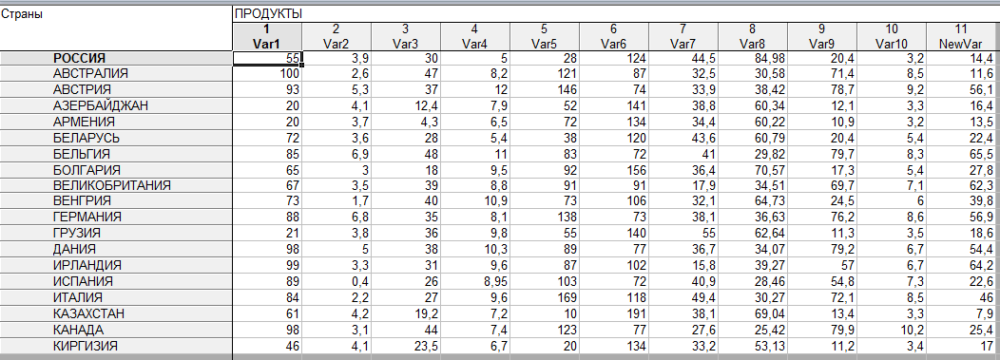 Страны ПРОДУКТЫ
1 2 3 4 5 6 7 8 9 10 11
Var1 Var2 Var3 Var4 Var5 Var6 Var7 Var8 Var9 Var10 NewVar
РОССИЯ 55 3,9 30 5 28 124 44,5 84,98 20,4 3,2 14,4
АВСТРАЛИЯ 100 2,6 47 8,2 121 87 32,5 30,58 71,4 8,5 11,6
АВСТРИЯ 93 5,3 37 12 146 74 33,9 38,42 78,7 9,2 56,1
АЗЕРБАЙДЖАН 20 4,1 12,4 7,9 52 141 38,8 60,34 12,1 3,3 16,4
АРМЕНИЯ 20 3,7 4,3 6,5 72 134 34,4 60,22 10,9 3,2 13,5
БЕЛАРУСЬ 72 3,6 28 5,4 38 120 43,6 60,79 20,4 5,4 22,4
БЕЛЬГИЯ 85 6,9 48 11 83 72 41 29,82 79,7 8,3 65,5
БОЛГАРИЯ 65 3 18 9,5 92 156 36,4 70,57 17,3 5,4 27,8
ВЕЛИКОБРИТАНИЯ 67 3,5 39 8,8 91 91 17,9 34,51 69,7 7,1 62,3
ВЕНГРИЯ 73 1,7 40 10,9 73 106 32,1 64,73 24,5 6 39,8
ГЕРМАНИЯ 88 6,8 35 8,1 138 73 38,1 36,63 76,2 8,6 56,9
ГРУЗИЯ 21 3,8 36 9,8 55 140 55 62,64 11,3 3,5 18,6
ДАНИЯ 98 5 38 10,3 89 77 36,7 34,07 79,2 6,7 54,4
ИРЛАНДИЯ 99 3,3 31 9,6 87 102 15,8 39,27 57 6,7 64,2
ИСПАНИЯ 89 0,4 26 8,95 103 72 40,9 28,46 54,8 7,3 22,6
ИТАЛИЯ 84 2,2 27 9,6 169 118 49,4 30,27 72,1 8,5 46
КАЗАХСТАН 61 4,2 19,2 7,2 10 191 38,1 69,04 13,4 3,3 7,9
КАНАДА 98 3,1 44 7,4 123 77 27,6 25,42 79,9 10,2 25,4
КИРГИЗИЯ 46 4,1 23,5 6,7 20 134 33,2 53,13 11,2 3,4 17